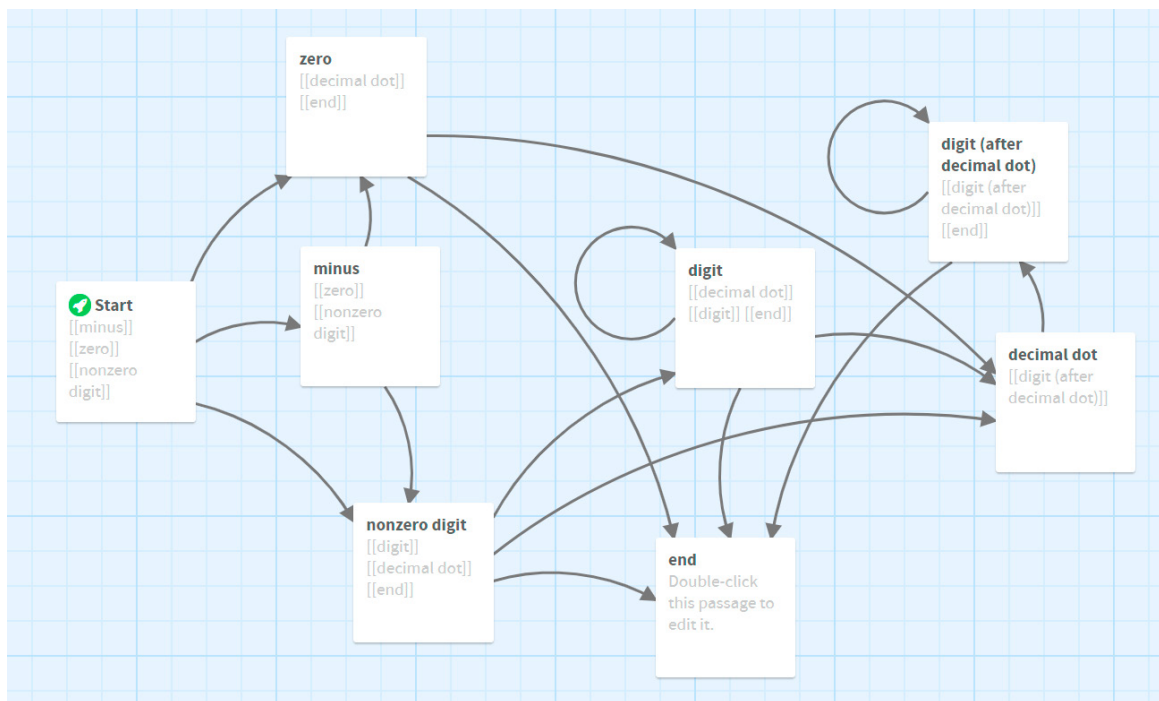 zero
[[decimal dot]]
[[end]]
digit (after
decimal dot)
[[digit (after
decimal dot)]]
[[end]]
minus
[[zero]]
[[nonzero
digit]]
digit
[[decimal dot]]
[[digit]] [[end]]
Start
[[minus]]
[[zero]]
[[nonzero
digit]]
decimal dot
[[digit (after
decimal dot)]]
nonzero digit
[[digit]]
[[decimal dot]]
[[end]]
end
Double-click
this passage to
edit it.